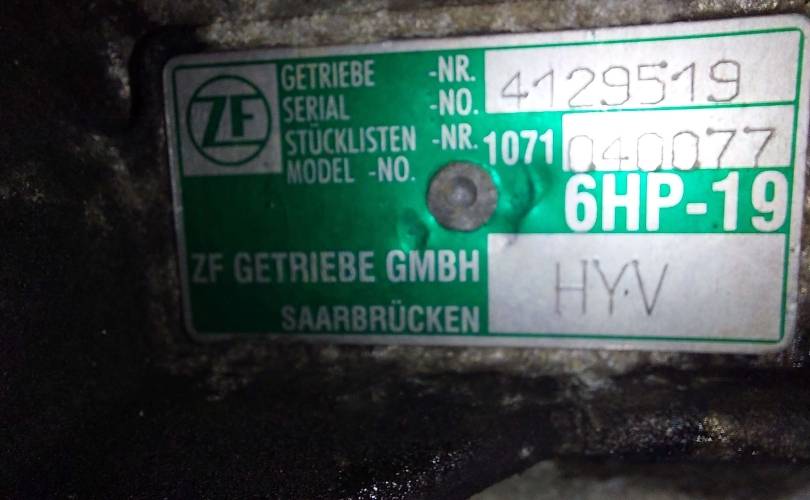 ZF
GETRIEBE -NR. 4129519
SERIAL -NO.
STÜCKLISTEN -NR. 1071 040077
MODEL -NO.
6HP-19
ZF GETRIEBE GMBH
HYV
SAARBRÜCKEN